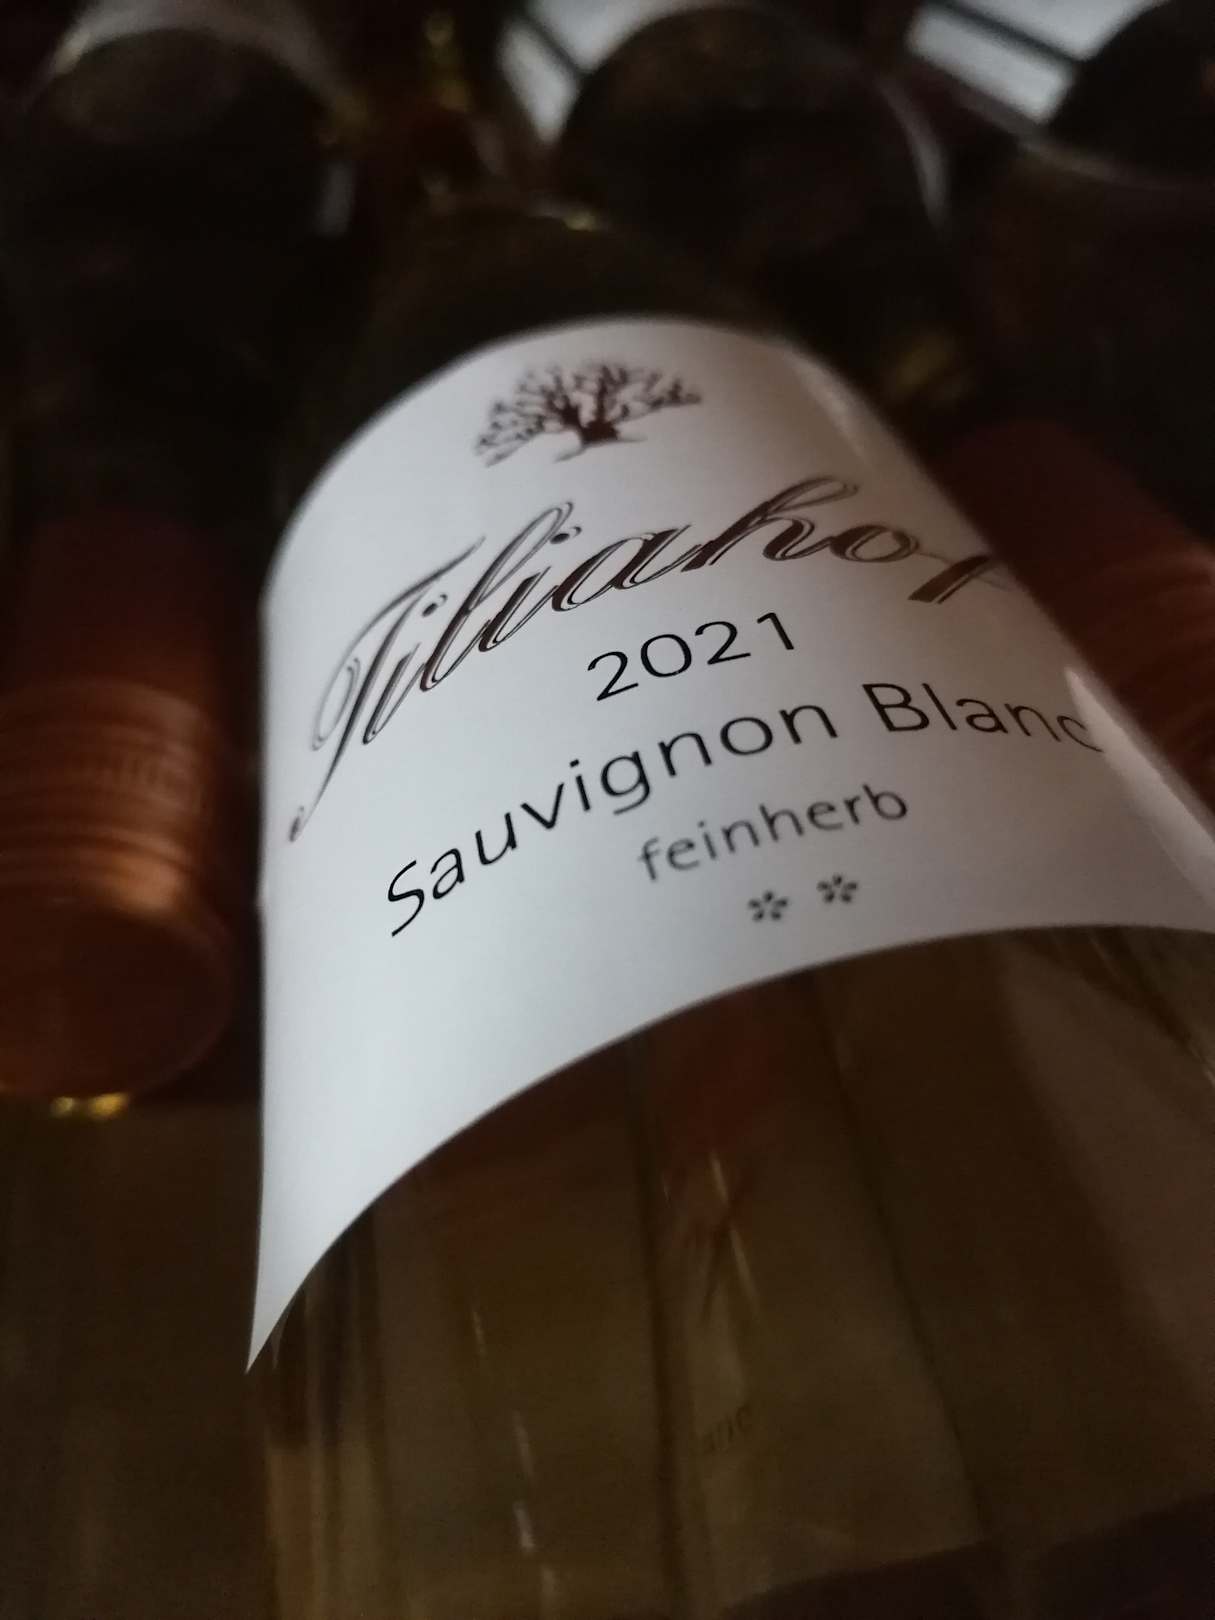 Tiliahof
2021
Sauvignon Blanc
feinherb
**